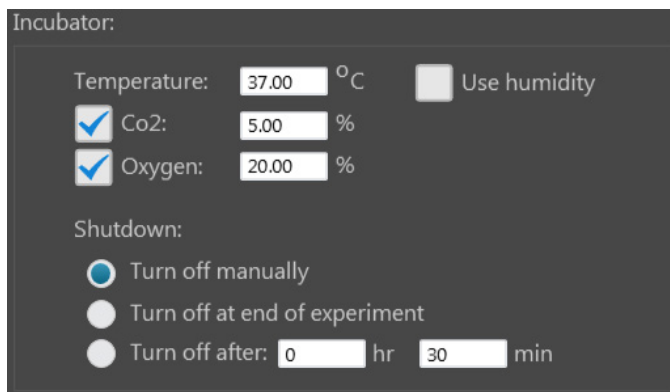 Incubator:
Temperature: 37.00 °C Use humidity
Co2: 5.00 %
Oxygen: 20.00 %
Shutdown:
Turn off manually
Turn off at end of experiment
Turn off after: 0 hr 30 min